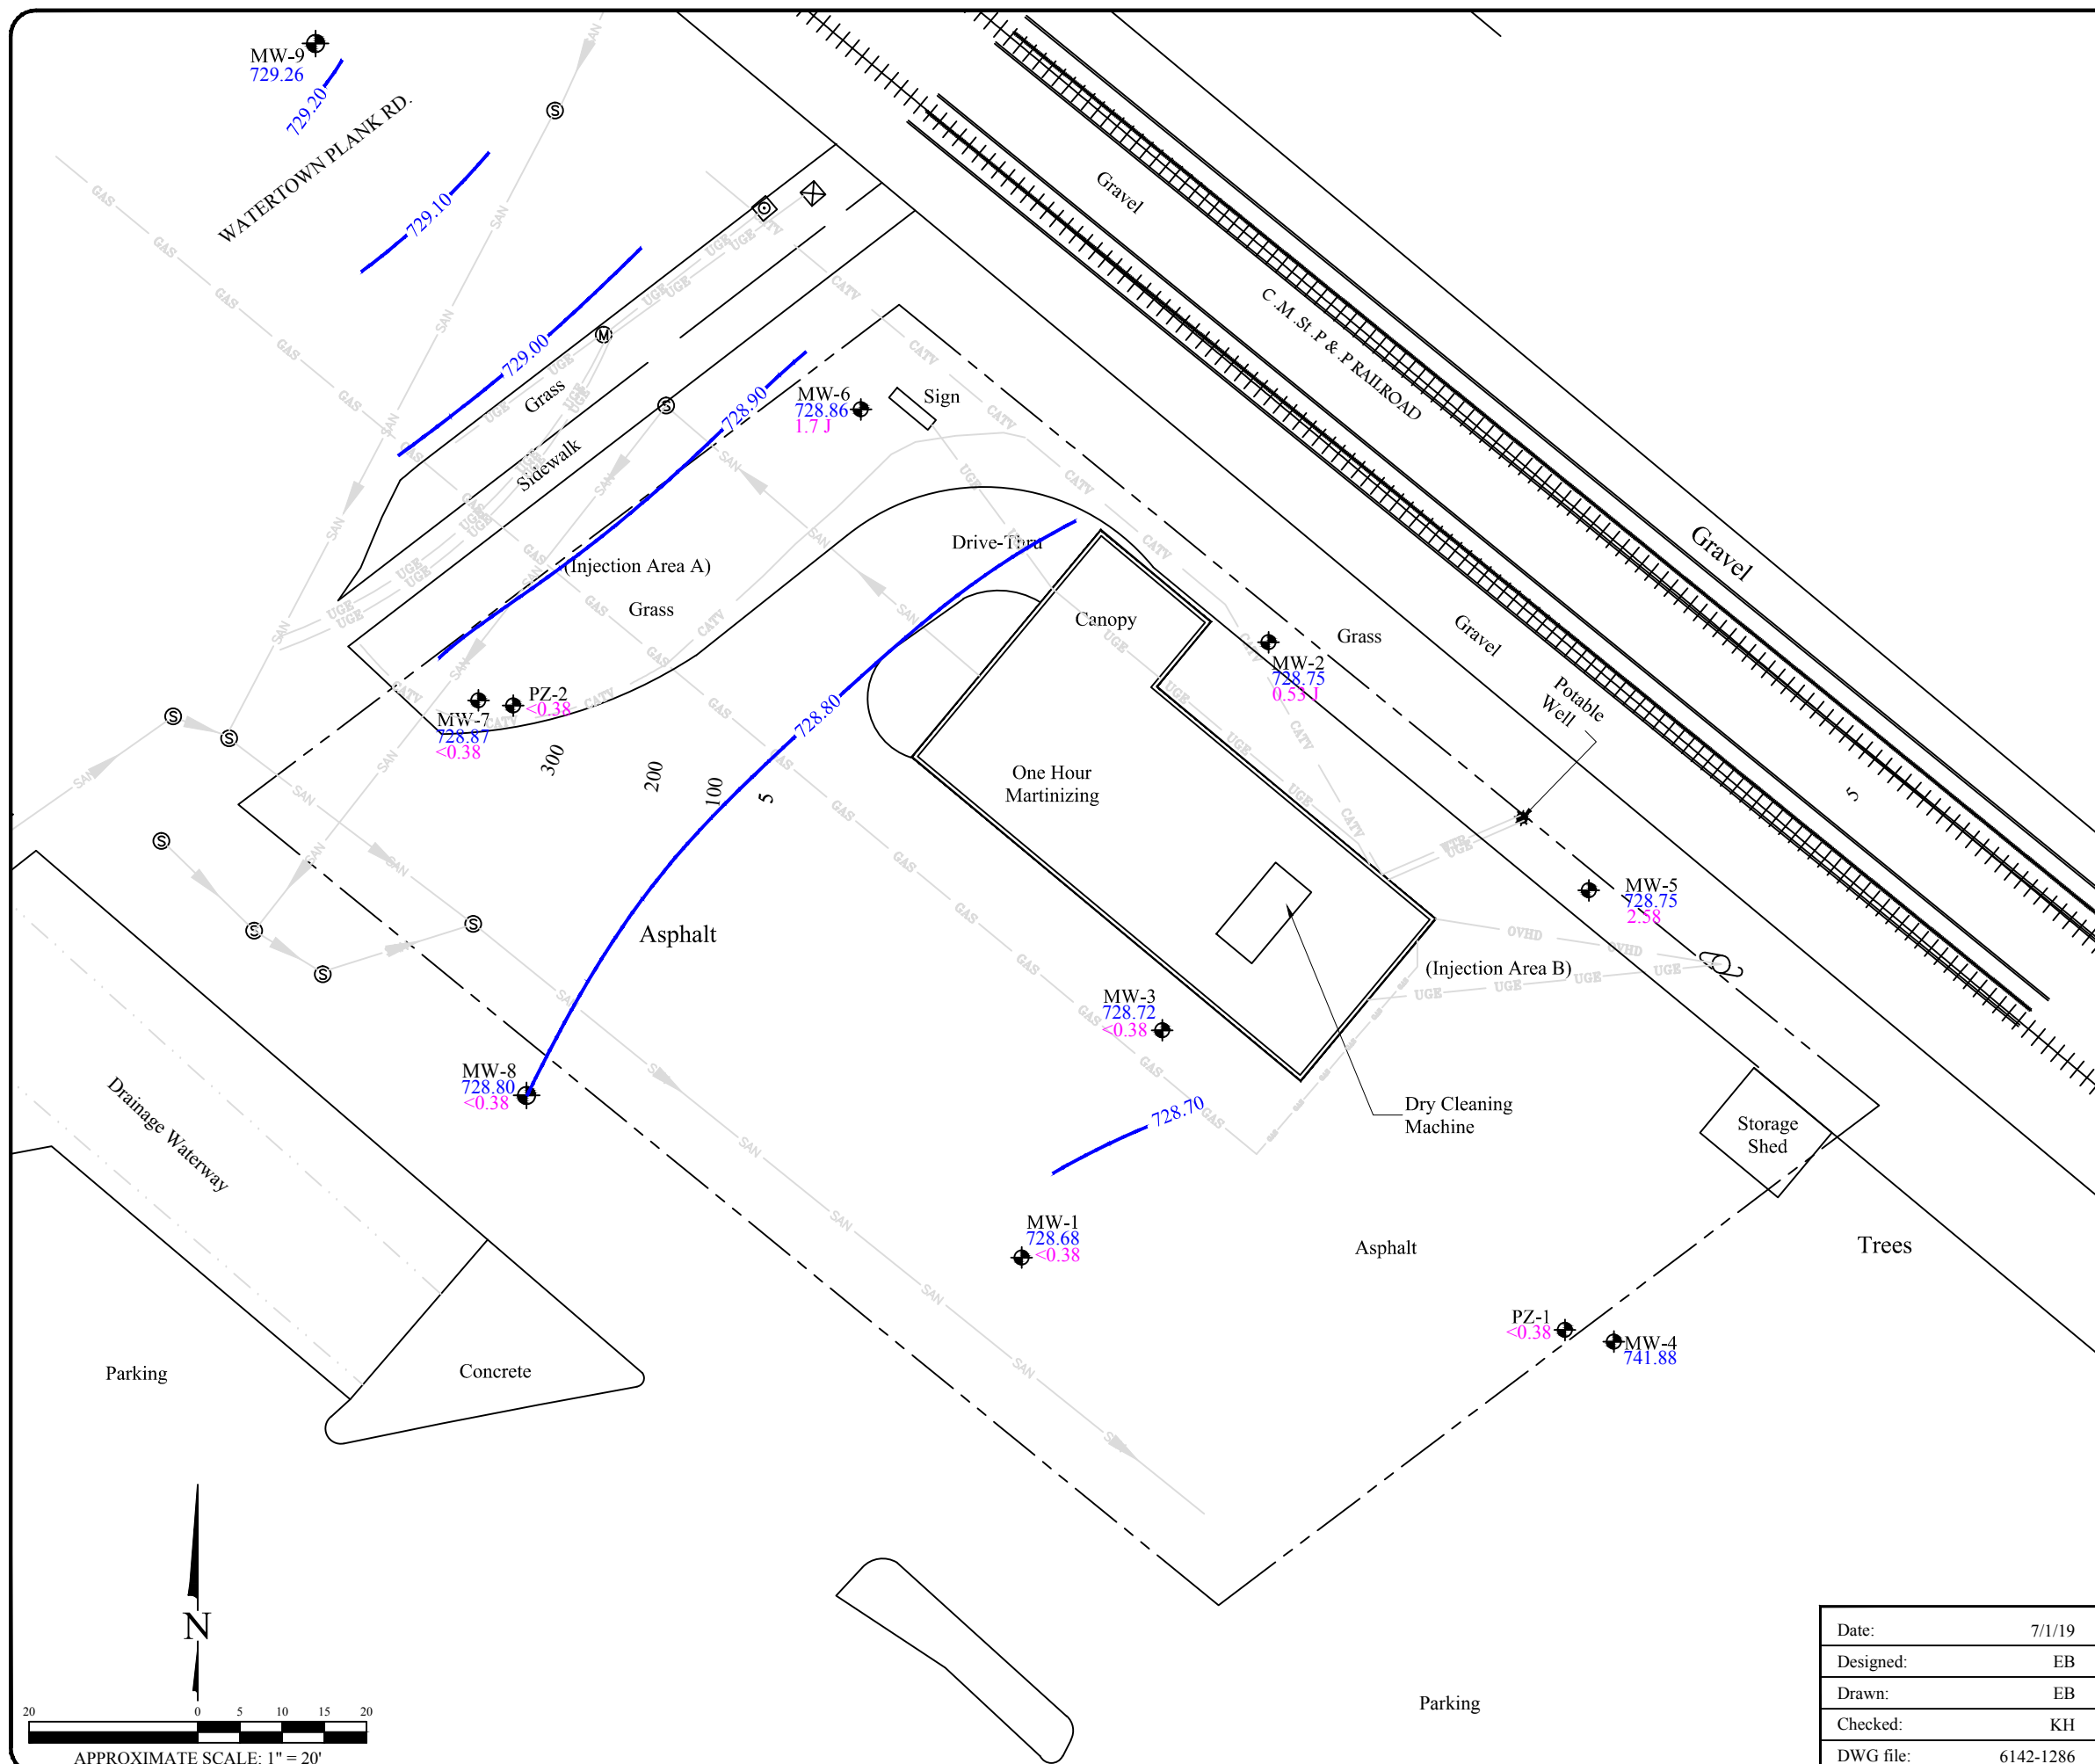 MW-9
729.26
729.20
WATERTOWN PLANK RD.
729.10
729.00
728.90
Grass
Sidewalk
MW-6
728.86
1.7 J
Sign
Gravel
C.M.St.P.&.P.RAILROAD
Gravel
(Injection Area A)
Grass
Drive-Thru
Canopy
MW-2
728.75
0.53 J
Grass
Gravel
Potable
Well
MW-7
728.87
<0.38
PZ-2
<0.38
300
200
100
5
728.80
One Hour
Martinizing
5
MW-5
728.75
2.58
Asphalt
(Injection Area B)
MW-3
728.72
<0.38
MW-8
728.80
<0.38
728.70
Dry Cleaning
Machine
Storage
Shed
Drainage Waterway
MW-1
728.68
<0.38
Asphalt
Trees
PZ-1
<0.38
MW-4
741.88
Parking
Concrete
Parking
N
20 0 5 10 15 20
APPROXIMATE SCALE: 1" = 20'
Date: 7/1/19
Designed: EB
Drawn: EB
Checked: KH
DWG file: 6142-1286
GAS
SAN
UGE
CATV
OVHD
S
M